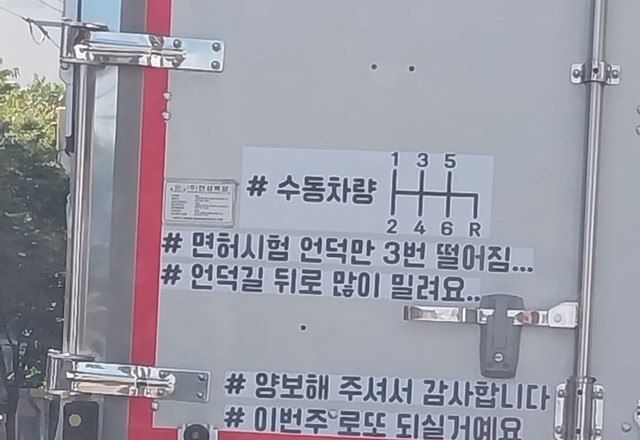 1 3 5
# 수동차량
2 4 6 R
# 면허시험 언덕만 3번 떨어짐...
# 언덕길 뒤로 많이 밀려요..
# 양보해 주셔서 감사합니다
# 이번주 로또 되실거예요